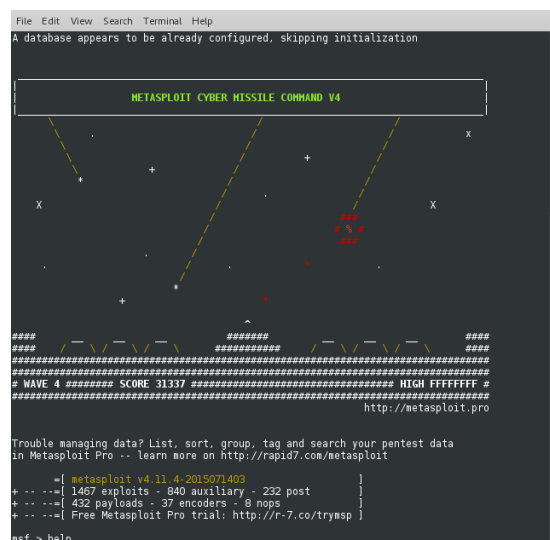 File Edit View Search Terminal Help
A database appears to be already configured, skipping initialization
METASPLOIT CYBER MISSILE COMMAND V4
# WAVE 4 ######## SCORE 31337 ################################## HIGH FFFFFFFF #
http://metasploit.pro
Trouble managing data? List, sort, group, tag and search your pentest data
in Metasploit Pro -- learn more on http://rapid7.com/metasploit
=[ metasploit v4.11.4-2015071403 ]
+ -- --=[ 1467 exploits - 840 auxiliary - 232 post ]
+ -- --=[ 432 payloads - 37 encoders - 8 nops ]
+ -- --=[ Free Metasploit Pro trial: http://r-7.co/trymsp ]
msf > help